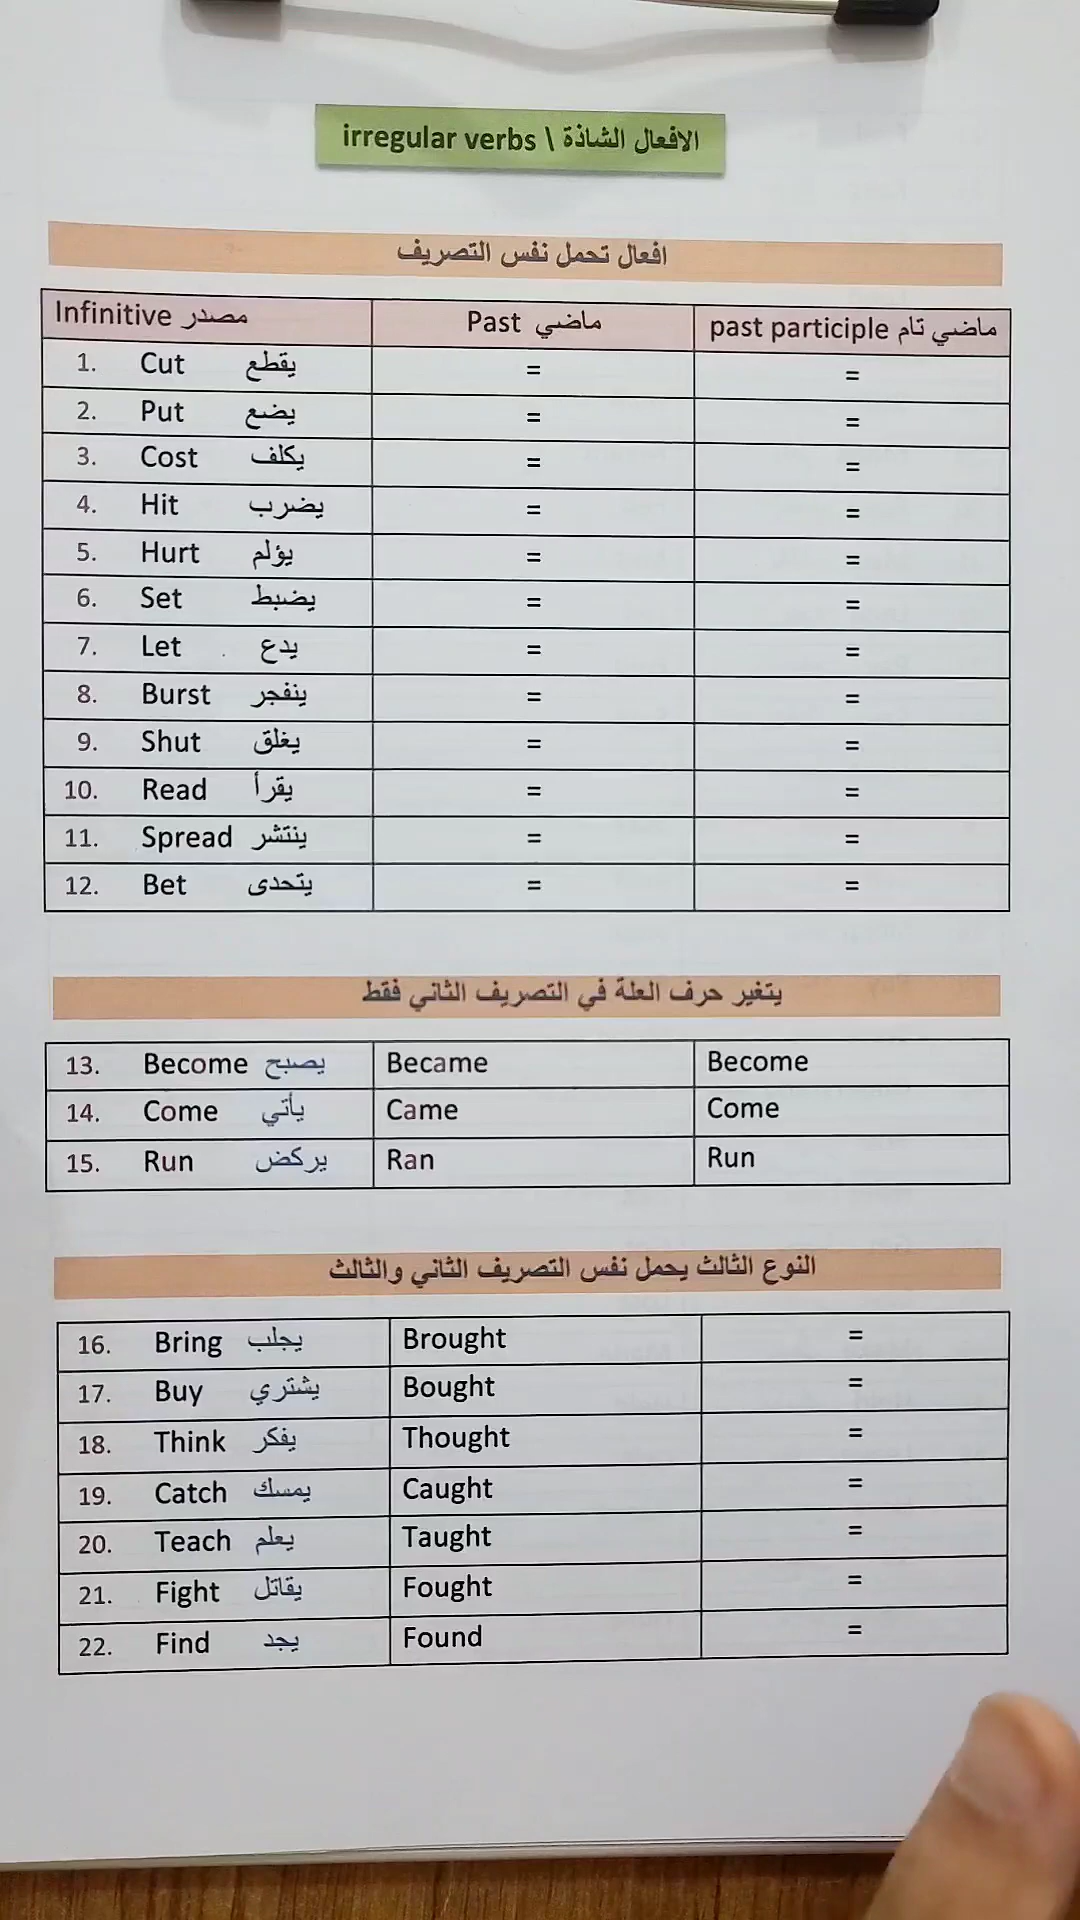 irregular verbs \ الافعال الشاذة
افعال تحمل نفس التصريف
Infinitive مصدر Past ماضي past participle ماضي تام
1. Cut يقطع = =
2. Put يضع = =
3. Cost يكلف = =
4. Hit يضرب = =
5. Hurt يؤلم = =
6. Set يضبط = =
7. Let يدع = =
8. Burst ينفجر = =
9. Shut يغلق = =
10. Read يقرأ = =
11. Spread ينتشر = =
12. Bet يتحدى = =
يتغير حرف العلة في التصريف الثاني فقط
13. Become يصبح Became Become
14. Come يأتي Came Come
15. Run يركض Ran Run
النوع الثالث يحمل نفس التصريف الثاني والثالث
16. Bring يجلب Brought =
17. Buy يشتري Bought =
18. Think يفكر Thought =
19. Catch يمسك Caught =
20. Teach يعلم Taught =
21. Fight يقاتل Fought =
22. Find يجد Found =